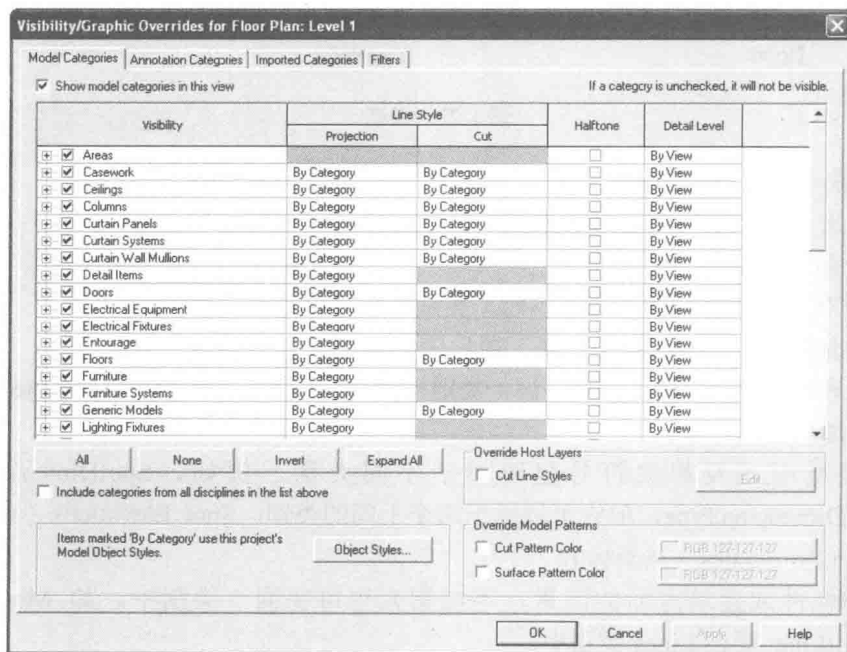 Visibility/Graphic Overrides for Floor Plan: Level 1
Model Categories Annotation Categories Imported Categories Filters
Show model categories in this view If a category is unchecked, it will not be visible.
Visibility Line Style Halftone Detail Level
Projection Cut
Areas By View
Casework By Category By Category By View
Ceilings By Category By Category By View
Columns By Category By Category By View
Curtain Panels By Category By Category By View
Curtain Systems By Category By Category By View
Curtain Wall Mullions By Category By Category By View
Detail Items By Category By View
Doors By Category By Category By View
Electrical Equipment By Category By View
Electrical Fixtures By Category By View
Entourage By Category By View
Floors By Category By Category By View
Furniture By Category By View
Furniture Systems By Category By View
Generic Models By Category By Category By View
Lighting Fixtures By Category By View
All None Invert Expand All
Override Host Layers
Cut Line Styles Edit...
Include categories from all disciplines in the list above
Items marked 'By Category' use this project's
Model Object Styles.
Object Styles...
Override Model Patterns
Cut Pattern Color RGB 127-127-127
Surface Pattern Color RGB 127-127-127
OK Cancel Apply Help